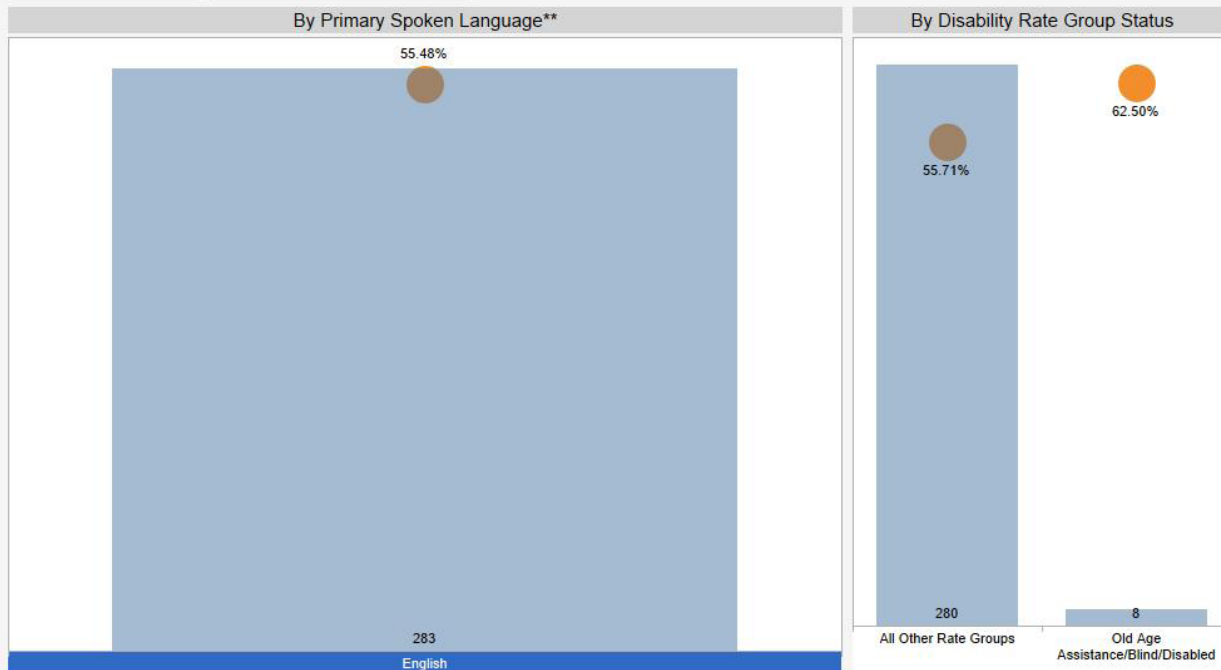 By Primary Spoken Language**
55.48%
283
English
By Disability Rate Group Status
62.50%
55.71%
280
8
All Other Rate Groups
Old Age
Assistance/Blind/Disabled